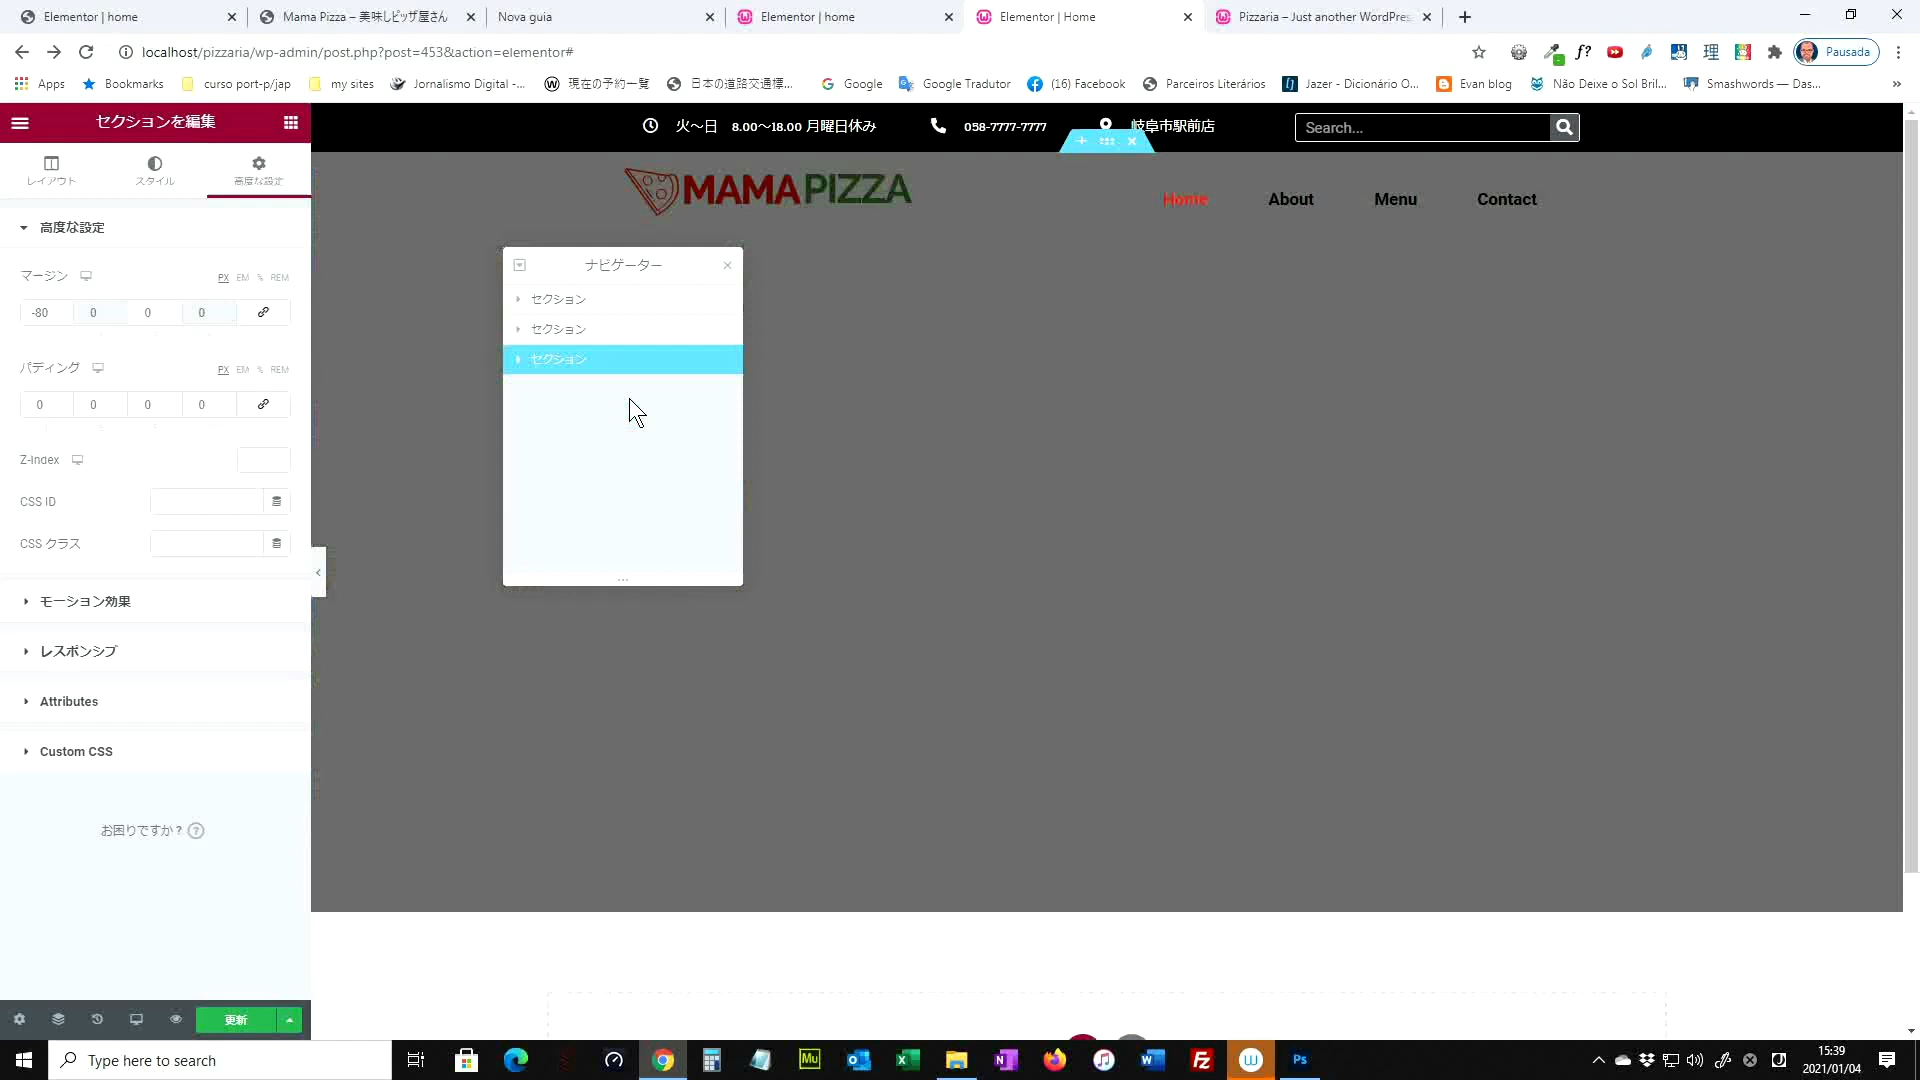 Elementor | home
Mama Pizza – 美味しピッザ屋さん
Nova guia
Elementor | home
Elementor | Home
Pizzaria – Just another WordPres
localhost/pizzaria/wp-admin/post.php?post=453&action=elementor#
Pausada
Apps
Bookmarks
curso port-p/jap
my sites
Jornalismo Digital -...
現在の予約一覧
日本の道路交通標...
Google
Google Tradutor
(16) Facebook
Parceiros Literários
Jazer - Dicionário O...
Evan blog
Não Deixe o Sol Bril...
Smashwords — Das...
»
セクションを編集
火～日 8.00～18.00 月曜日休み
058-7777-7777
岐阜市駅前店
Search...
レイアウト
スタイル
高度な設定
MAMAPIZZA
Home
About
Menu
Contact
高度な設定
マージン
PX EM % REM
-80 0 0 0
パディング
PX EM % REM
0 0 0 0
Z-Index
CSS ID
CSS クラス
ナビゲーター
セクション
セクション
セクション
モーション効果
レスポンシブ
Attributes
Custom CSS
お困りですか ?
更新
Type here to search
15:39
2021/01/04